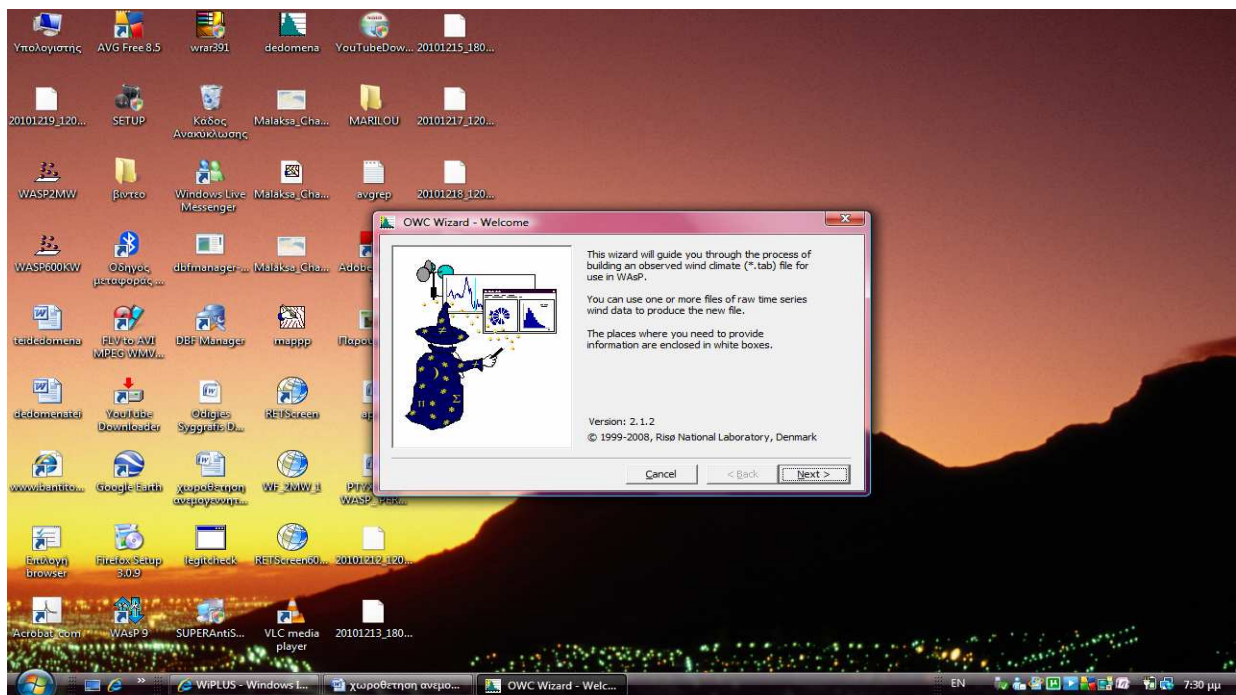 Υπολογιστής
AVG Free 8.5
wrar391
dedomena
YouTubeDow...
20101215_180...
20101219_120...
SETUP
Κάδος
Ανακύκλωσης
Malaksa_Cha...
MARILOU
20101217_120...
WASP2MW
βιντεο
Windows Live
Messenger
Malaksa_Cha...
avgrep
20101218_120...
WASP600KW
Οδηγός
μεταφοράς ...
dbfmanager-...
Malaksa_Cha...
Adobe
teidedomena
FLV to AVI
MPEG WMV...
DBF Manager
mappp
dedomenatei
YouTube
Downloader
Odigies
Syggrafis D...
RETScreen
Google Earth
χωροθετηση
ανεμογεννητ...
WF_2MW_1
Επιλογή
browser
Firefox Setup
3.0.9
legitcheck
RETScreen60...
20101212_120...
Acrobat_com
WAsP 9
SUPERAntiS...
VLC media
player
20101213_180...
OWC Wizard - Welcome
This wizard will guide you through the process of
building an observed wind climate (*.tab) file for
use in WAsP.
You can use one or more files of raw time series
wind data to produce the new file.
The places where you need to provide
information are enclosed in white boxes.
Version: 2.1.2
© 1999-2008, Risø National Laboratory, Denmark
Cancel
< Back
Next >
WiPLUS - Windows I...
χωροθετηση ανεμο...
OWC Wizard - Welc...
EN
7:30 μμ